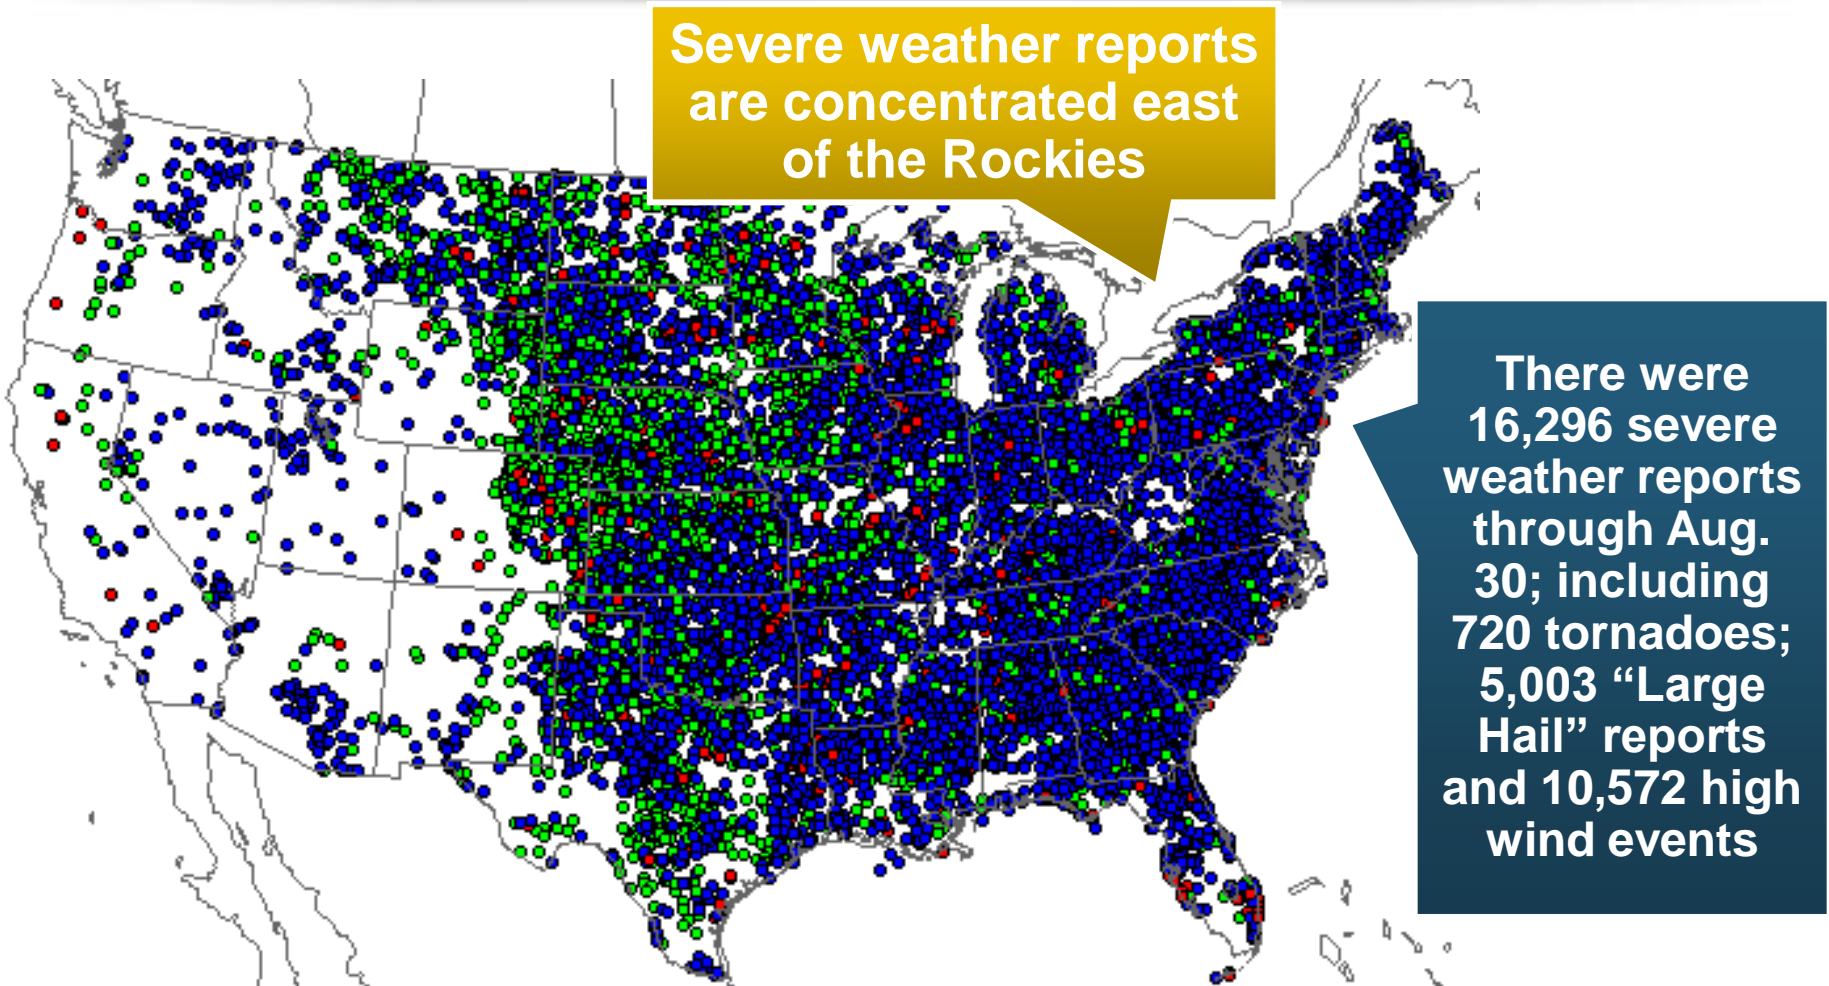 Severe weather reports
are concentrated east
of the Rockies
There were
16,296 severe
weather reports
through Aug.
30; including
720 tornadoes;
5,003 “Large
Hail” reports
and 10,572 high
wind events